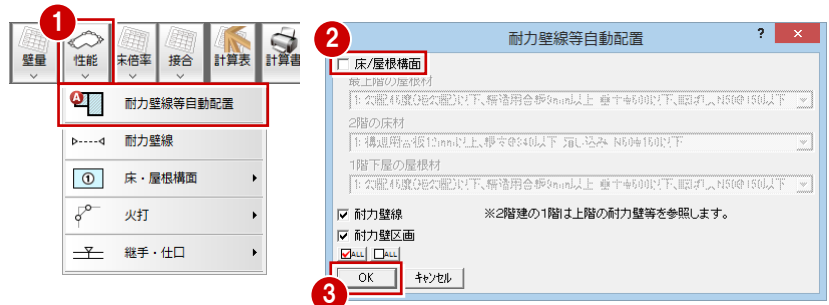 1
壁量 性能 床倍率 接合 計算表 計算書
耐力壁線等自動配置
耐力壁線
① 床・屋根構面
火打
継手・仕口
2
耐力壁線等自動配置 ? ×
床/屋根構面
最上階の屋根材
2階の床材
1階下屋の屋根材
耐力壁線 ※2階建の1階は上階の耐力壁等を参照します。
耐力壁区画
ALL ALL
OK キャンセル
3